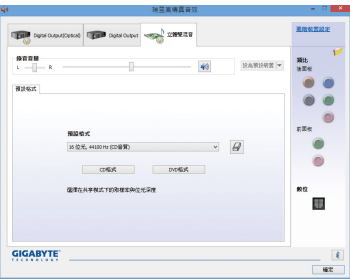 瑞昱高傳真音效
Digital Output(Optical)
Digital Output
立體聲混音
進階裝置設定
錄音音量
L
R
設為預設裝置
類比
後面板
預設格式
預設格式
16 位元, 44100 Hz (CD音質)
CD格式
DVD格式
選擇在共享模式下的取樣率與位元深度
前面板
數位
GIGABYTE™
TECHNOLOGY
i
確定